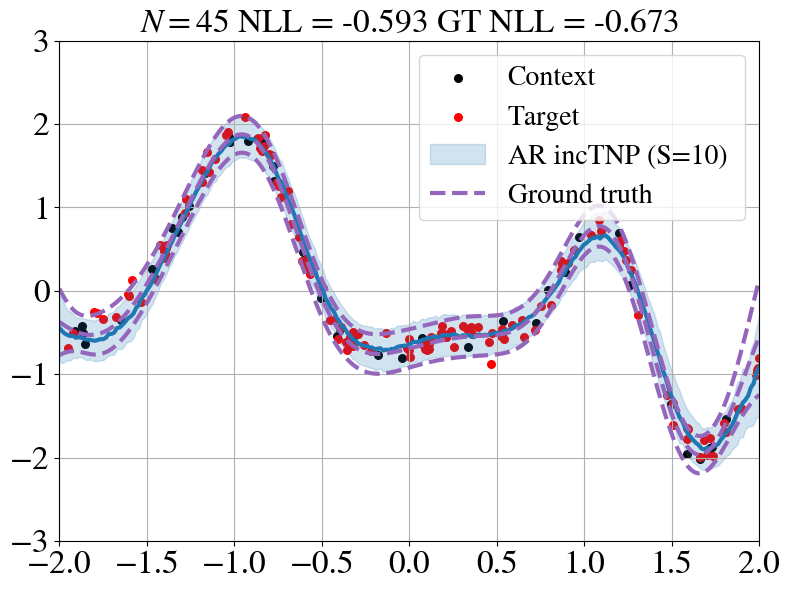 N = 45 NLL = -0.593 GT NLL = -0.673
3
2
1
0
−1
−2
−3
Context
Target
AR incTNP (S=10)
Ground truth
−2.0 −1.5 −1.0 −0.5 0.0 0.5 1.0 1.5 2.0